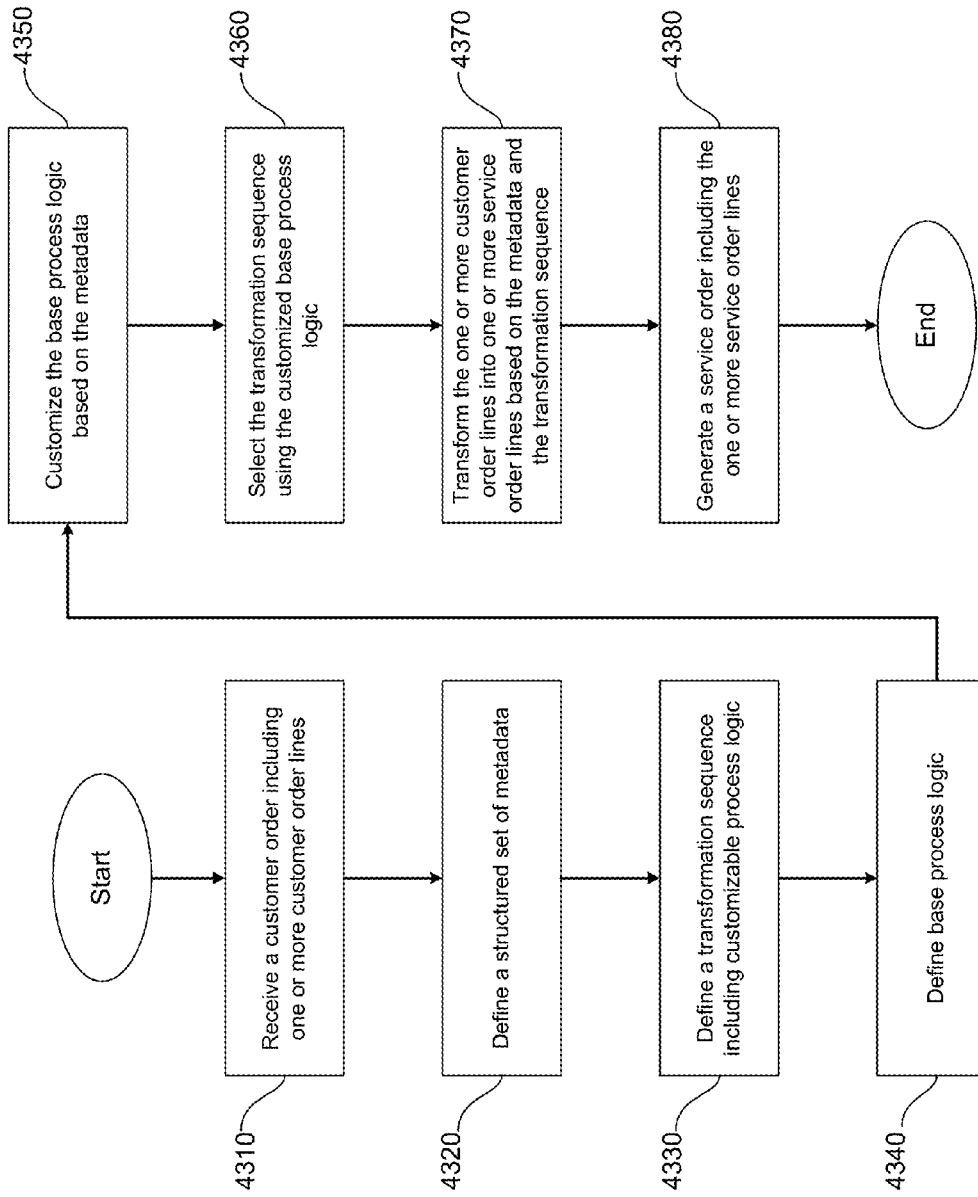 Start
4310
Receive a customer order including
one or more customer order lines
4320
Define a structured set of metadata
4330
Define a transformation sequence
including customizable process logic
4340
Define base process logic
4350
Customize the base process logic
based on the metadata
4360
Select the transformation sequence
using the customized base process
logic
4370
Transform the one or more customer
order lines into one or more service
order lines based on the metadata and
the transformation sequence
4380
Generate a service order including the
one or more service order lines
End